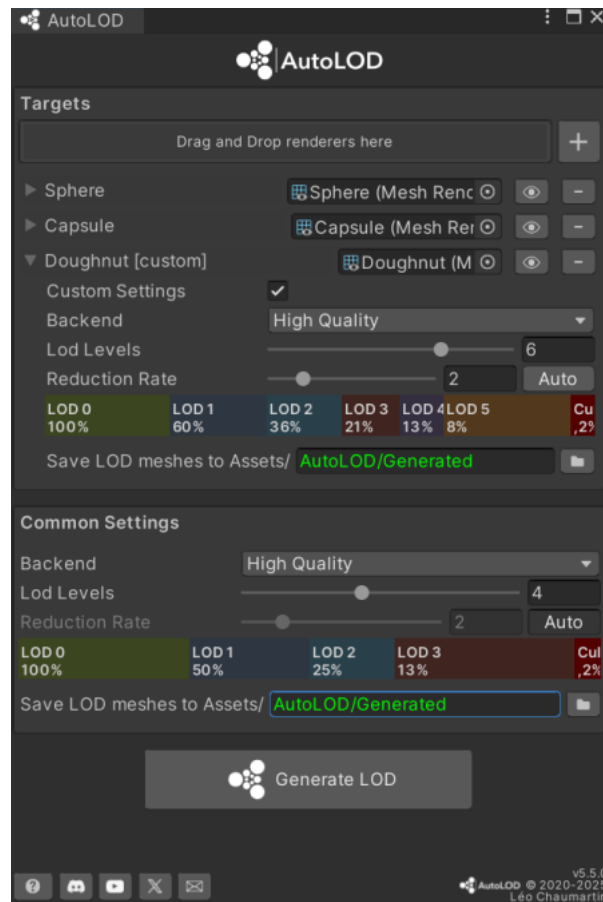 AutoLOD
AutoLOD
Targets
Drag and Drop renderers here
Sphere Sphere (Mesh Renc
Capsule Capsule (Mesh Rer
Doughnut [custom] Doughnut (M
Custom Settings
Backend High Quality
Lod Levels 6
Reduction Rate 2 Auto
LOD 0 LOD 1 LOD 2 LOD 3 LOD 4 LOD 5 Cu
100% 60% 36% 21% 13% 8% ,2%
Save LOD meshes to Assets/ AutoLOD/Generated
Common Settings
Backend High Quality
Lod Levels 4
Reduction Rate 2 Auto
LOD 0 LOD 1 LOD 2 LOD 3 Cul
100% 50% 25% 13% ,2%
Save LOD meshes to Assets/ AutoLOD/Generated
Generate LOD
v5.5.0
AutoLOD © 2020-2025
Léo Chaumartin